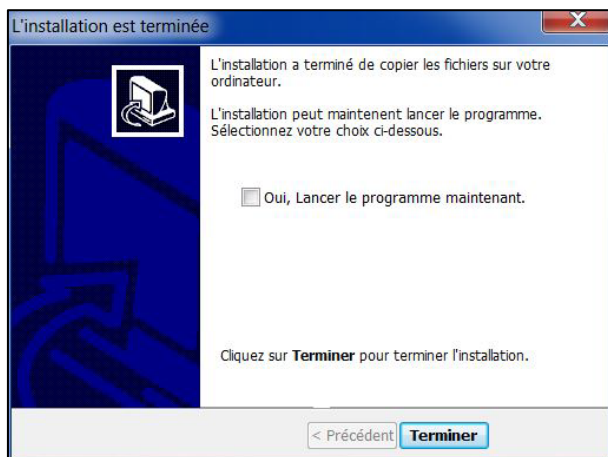 L'installation est terminée
L'installation a terminé de copier les fichiers sur votre
ordinateur.
L'installation peut maintenent lancer le programme.
Sélectionnez votre choix ci-dessous.
Oui, Lancer le programme maintenant.
Cliquez sur Terminer pour terminer l'installation.
< Précédent Terminer